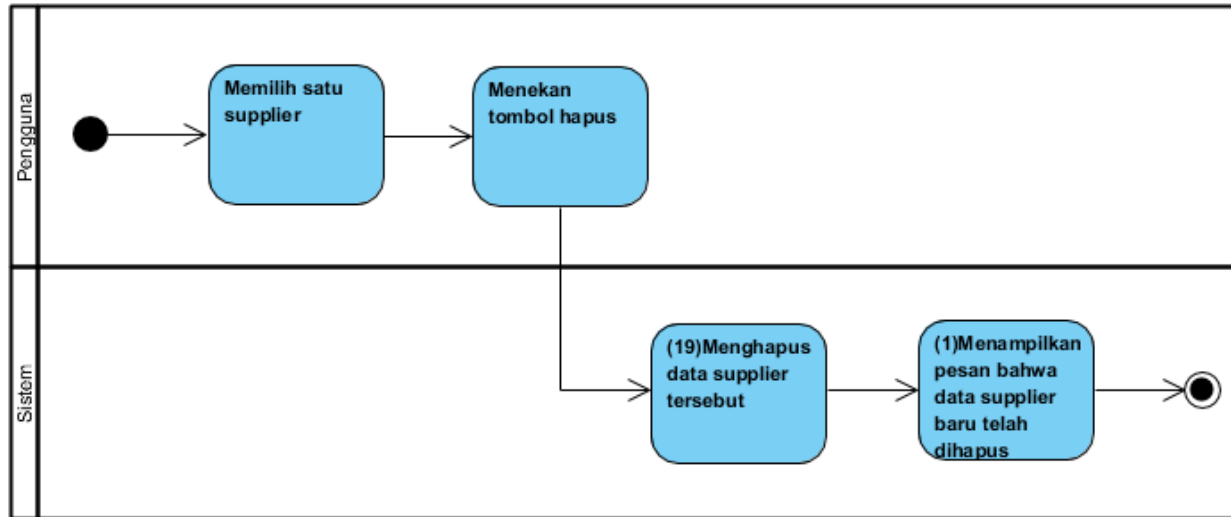 Pengguna
Memilih satu
supplier
Menekan
tombol hapus
Sistem
(19)Menghapus
data supplier
tersebut
(1)Menampilkan
pesan bahwa
data supplier
baru telah
dihapus